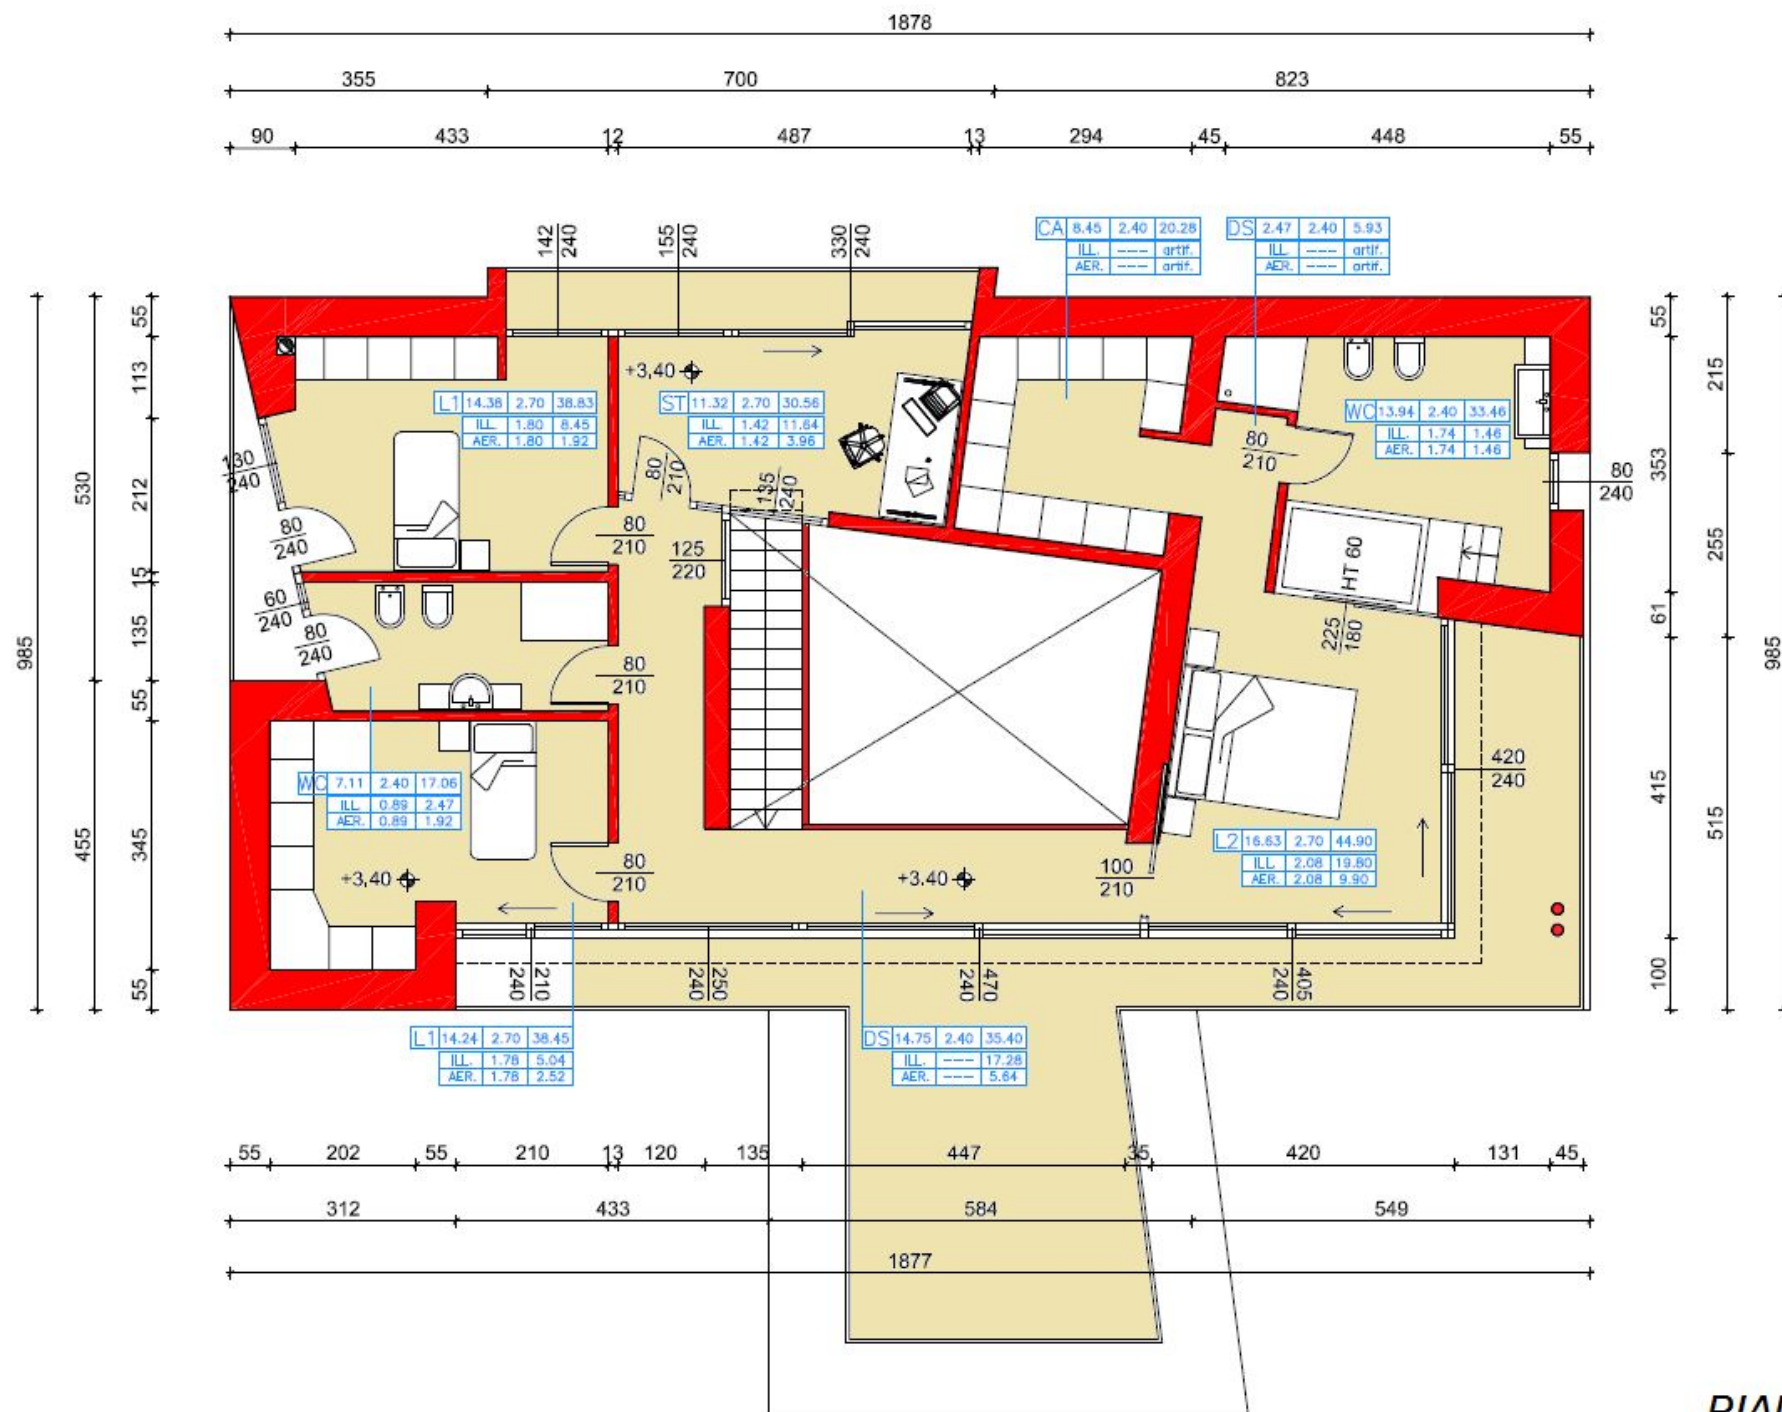 1878
355 700 823
90 433 12 487 13 294 45 448 55
142
240
155
240
330
240
CA 8.45 2.40 20.28
ILL. --- artif.
AER. --- artif.
DS 2.47 2.40 5.93
ILL. --- artif.
AER. --- artif.
985
530
455
55
113
212
15
135
55
345
55
55
353
61
415
100
215
255
515
985
+3,40
L1 14.38 2.70 38.83
ILL. 1.80 8.45
AER. 1.80 1.92
ST 11.32 2.70 30.56
ILL. 1.42 11.64
AER. 1.42 3.96
WC 13.94 2.40 33.46
ILL. 1.74 1.46
AER. 1.74 1.46
130
240
80
210
80
210
135
240
80
240
80
240
80
210
125
220
HT 60
60
240
80
240
225
180
80
210
420
240
WC 7.11 2.40 17.06
ILL. 0.89 2.47
AER. 0.89 1.92
L2 16.63 2.70 44.90
ILL. 2.08 19.80
AER. 2.08 9.90
+3,40
80
210
+3.40
100
210
210
240
250
240
470
240
405
240
L1 14.24 2.70 38.45
ILL. 1.78 5.04
AER. 1.78 2.52
DS 14.75 2.40 35.40
ILL. --- 17.28
AER. --- 5.64
55 202 55 210 13 120 135 447 35 420 131 45
312 433 584 549
1877